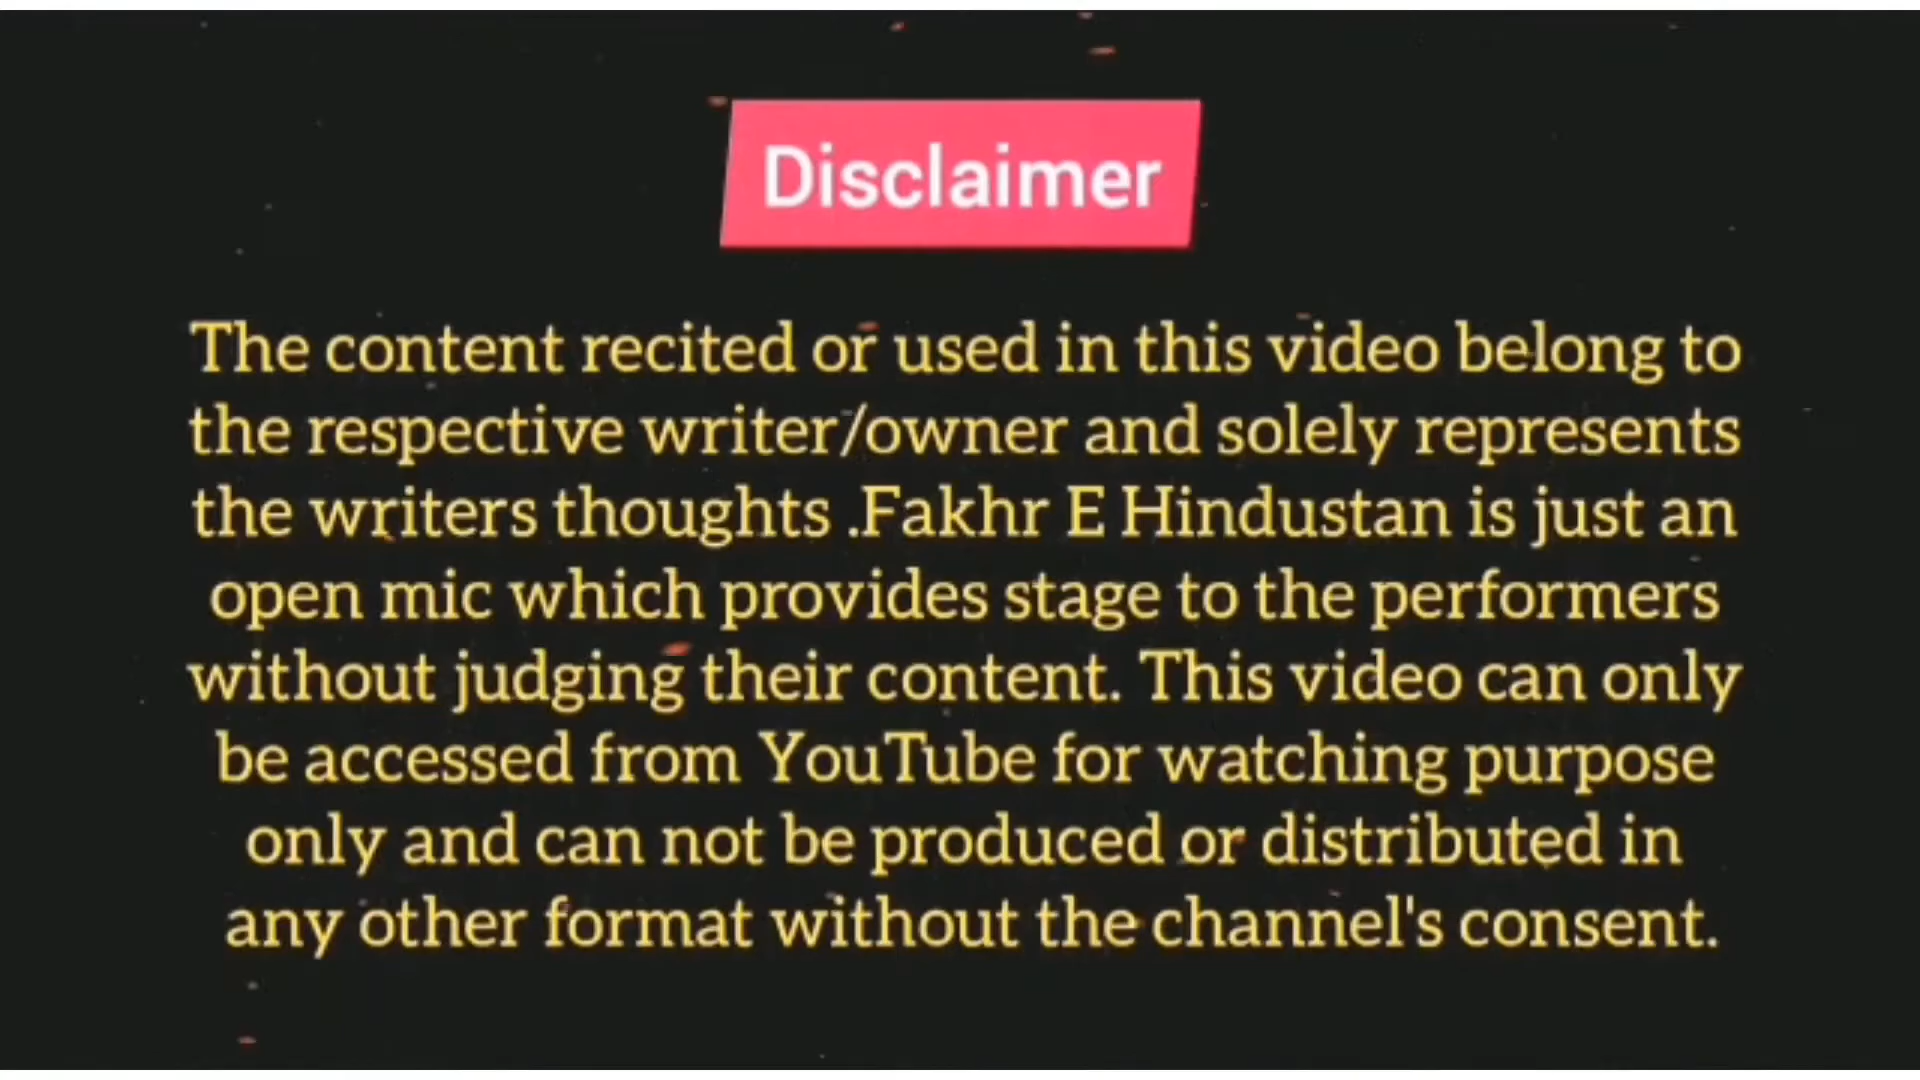 Disclaimer
The content recited or used in this video belong to
the respective writer/owner and solely represents
the writers thoughts .Fakhr E Hindustan is just an
open mic which provides stage to the performers
without judging their content. This video can only
be accessed from YouTube for watching purpose
only and can not be produced or distributed in
any other format without the channel's consent.